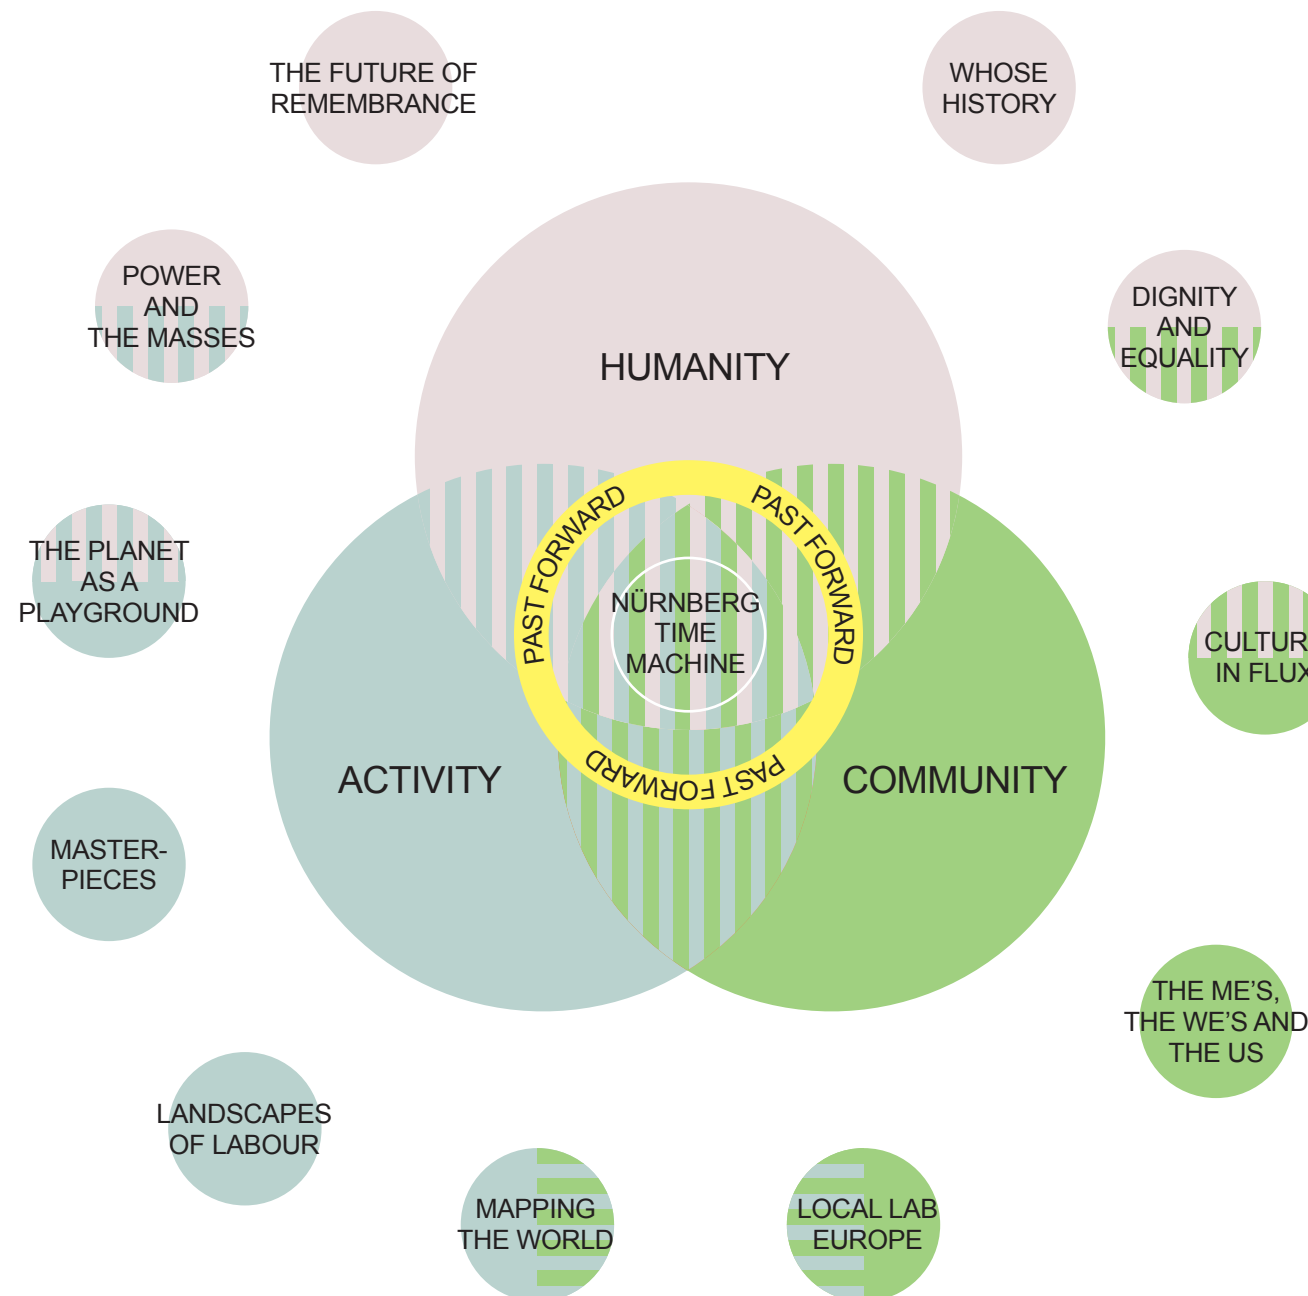 THE FUTURE OF
REMEMBRANCE
WHOSE
HISTORY
POWER
AND
THE MASSES
DIGNITY
AND
EQUALITY
HUMANITY
PAST FORWARD
PAST FORWARD
THE PLANET
AS A
PLAYGROUND
NÜRNBERG
TIME
MACHINE
CULTUR
IN FLUX
PAST FORWARD
ACTIVITY
COMMUNITY
MASTER-
PIECES
THE ME’S,
THE WE’S AND
THE US
LANDSCAPES
OF LABOUR
MAPPING
THE WORLD
LOCAL LAB
EUROPE